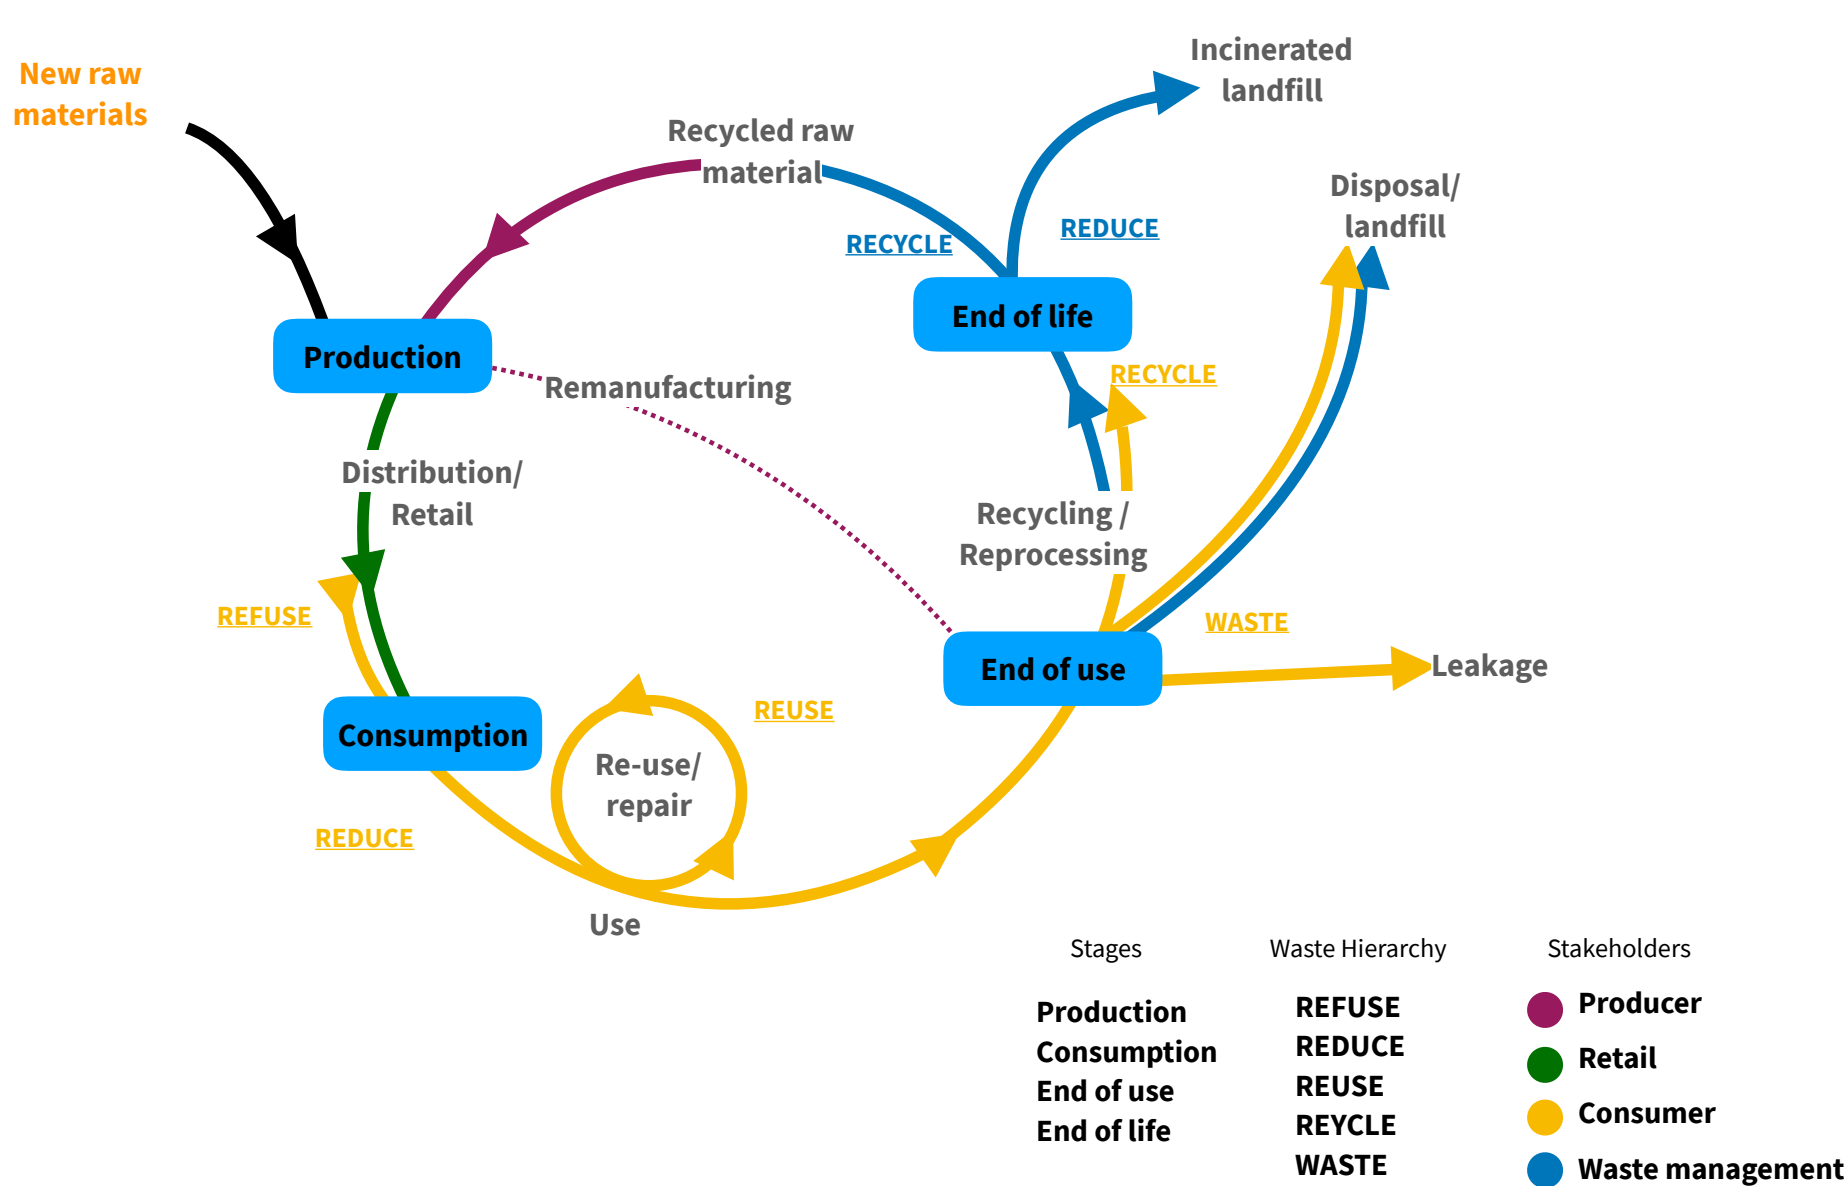 New raw
materials
Incinerated
landfill
Recycled raw
material
Disposal/
landfill
RECYCLE
REDUCE
End of life
Production
Remanufacturing
RECYCLE
Distribution/
Retail
Recycling /
Reprocessing
REFUSE
WASTE
End of use
Leakage
Consumption
REUSE
Re-use/
repair
REDUCE
Use
Stages
Production
Consumption
End of use
End of life
Waste Hierarchy
REFUSE
REDUCE
REUSE
REYCLE
WASTE
Stakeholders
Producer
Retail
Consumer
Waste management